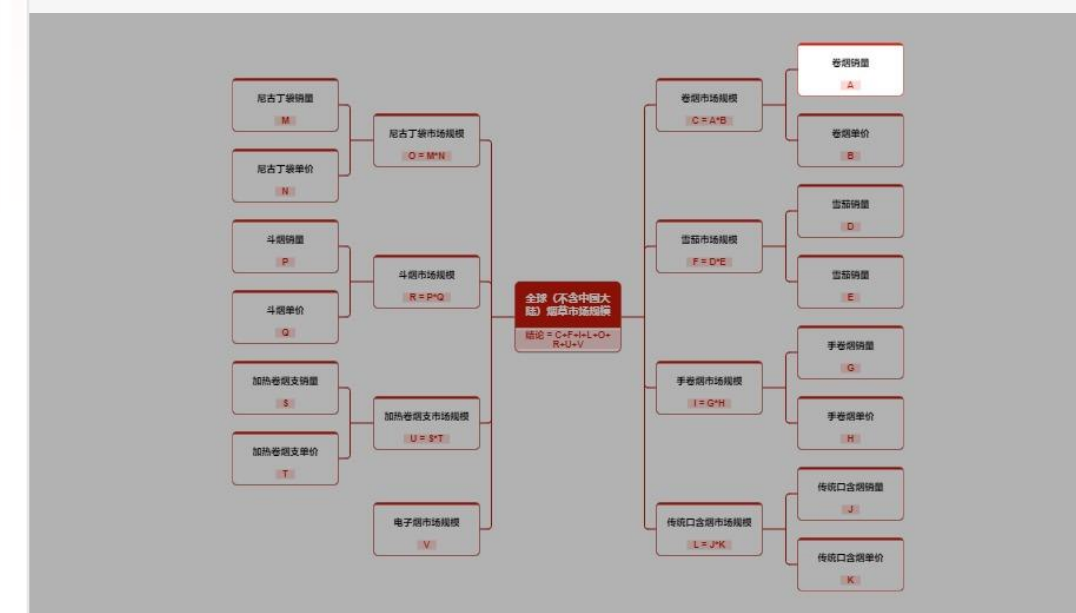 尼古丁袋销量
M
尼古丁袋单价
N
尼古丁袋市场规模
O = M*N
斗烟销量
P
斗烟单价
Q
斗烟市场规模
R = P*Q
加热卷烟支销量
S
加热卷烟支单价
T
加热卷烟支市场规模
U = S*T
电子烟市场规模
V
全球（不含中国大
陆）烟草市场规模
结论 = C+F+I+L+O+
R+U+V
卷烟市场规模
C = A*B
卷烟销量
A
卷烟单价
B
雪茄市场规模
F = D*E
雪茄销量
D
雪茄销量
E
手卷烟市场规模
I = G*H
手卷烟销量
G
手卷烟单价
H
传统口含烟市场规模
L = J*K
传统口含烟销量
J
传统口含烟单价
K